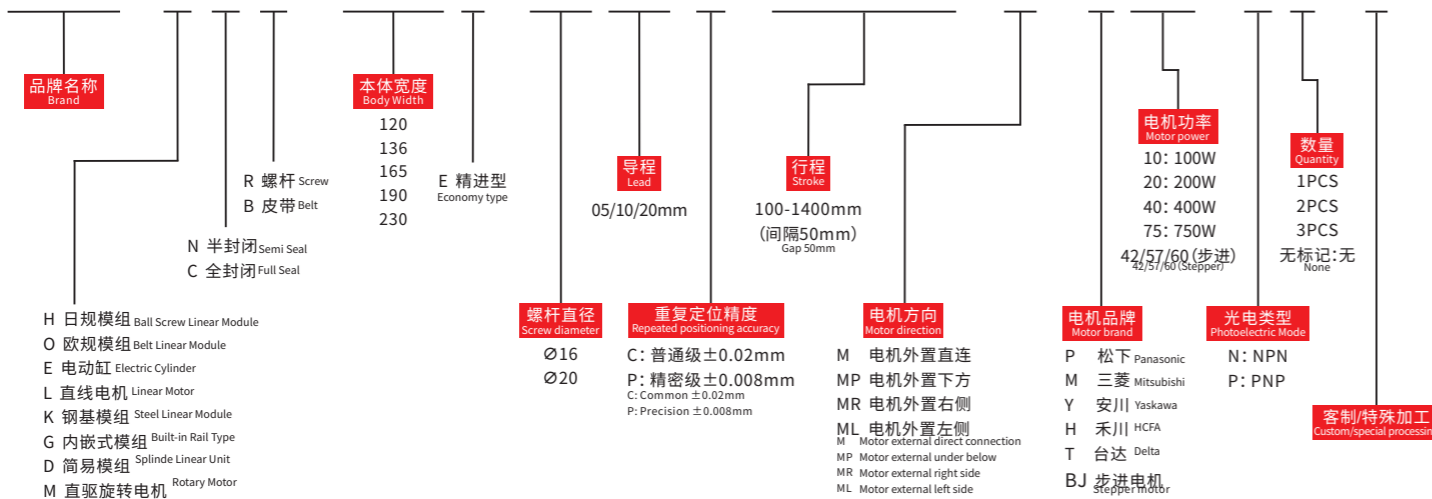 品牌名称
Brand
H 日规模组 Ball Screw Linear Module
O 欧规模组 Belt Linear Module
E 电动缸 Electric Cylinder
L 直线电机 Linear Motor
K 钢基模组 Steel Linear Module
G 内嵌式模组 Built-in Rail Type
D 简易模组 Splinde Linear Unit
M 直驱旋转电机 Rotary Motor
N 半封闭 Semi Seal
C 全封闭 Full Seal
R 螺杆 Screw
B 皮带 Belt
本体宽度
Body Width
120
136
165
190
230
E 精进型
Economy type
螺杆直径
Screw diameter
∅16
∅20
导程
Lead
05/10/20mm
重复定位精度
Repeated positioning accuracy
C: 普通级±0.02mm
P: 精密级±0.008mm
C: Common ±0.02mm
P: Precision ±0.008mm
行程
Stroke
100-1400mm
(间隔50mm)
Gap 50mm
电机方向
Motor direction
M 电机外置直连
MP 电机外置下方
MR 电机外置右侧
ML 电机外置左侧
M Motor external direct connection
MP Motor external under below
MR Motor external right side
ML Motor external left side
电机品牌
Motor brand
P 松下 Panasonic
M 三菱 Mitsubishi
Y 安川 Yaskawa
H 禾川 HCFA
T 台达 Delta
BJ 步进电机
Stepper motor
电机功率
Motor power
10: 100W
20: 200W
40: 400W
75: 750W
42/57/60(步进)
42/57/60(Stepper)
光电类型
Photoelectric Mode
N: NPN
P: PNP
数量
Quantity
1PCS
2PCS
3PCS
无标记:无
None
客制/特殊加工
Custom/special processin